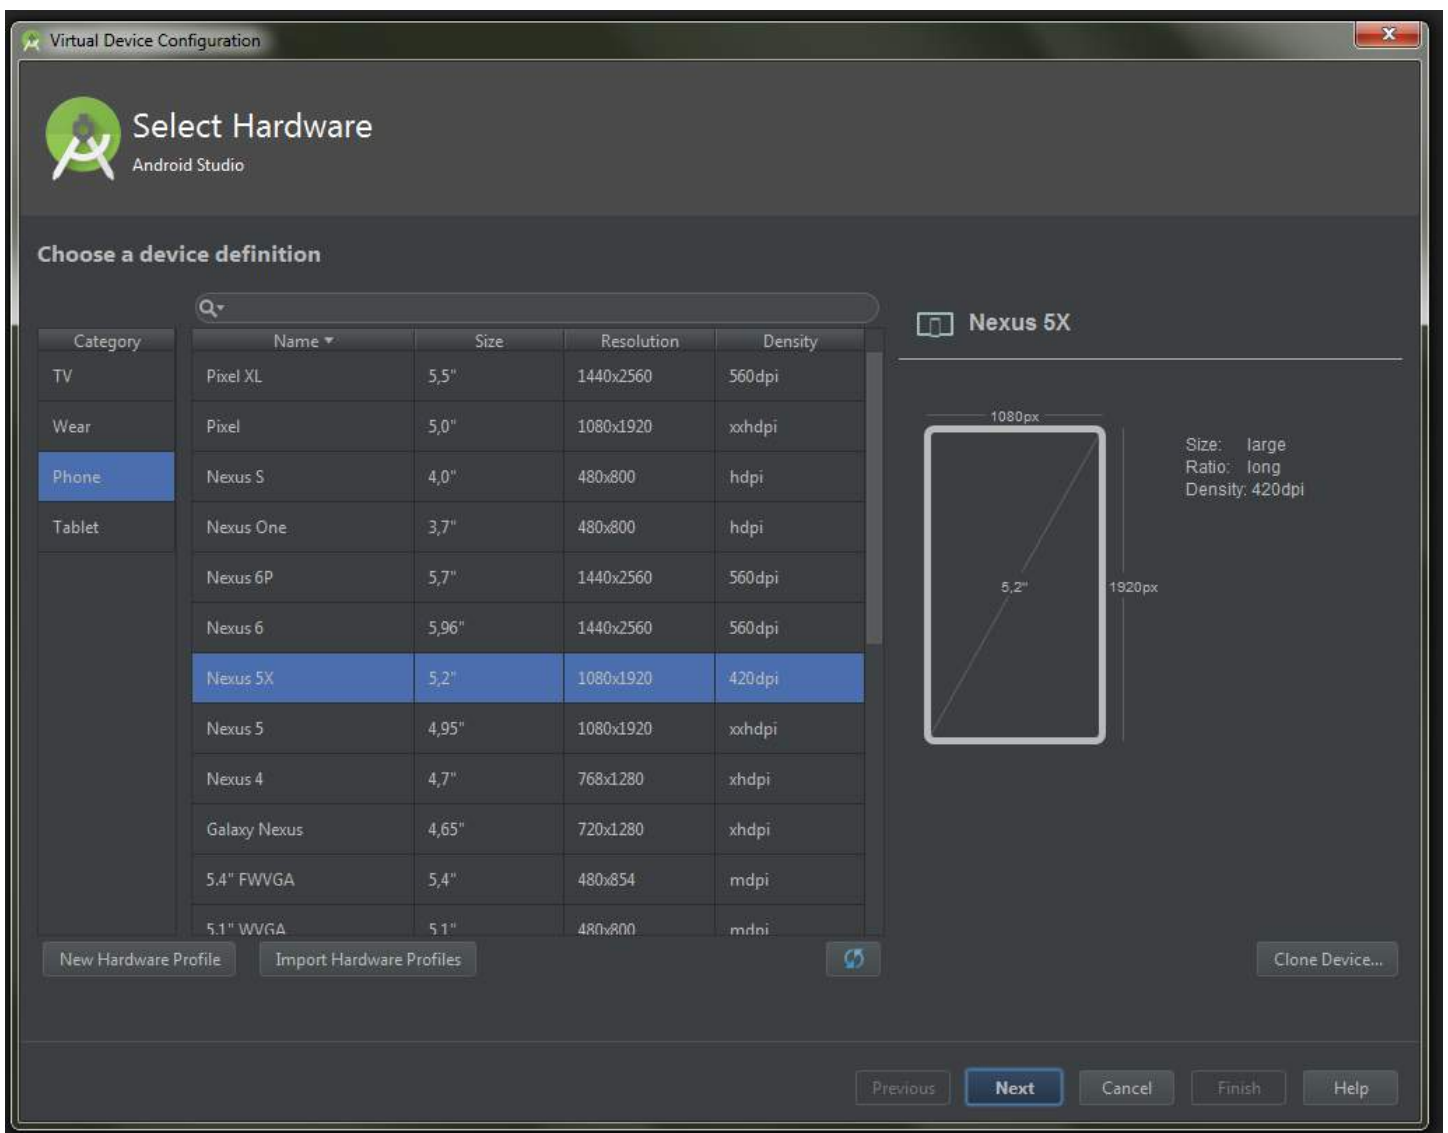 Virtual Device Configuration
x
Select Hardware
Android Studio
Choose a device definition
Category
TV
Wear
Phone
Tablet
Name Size Resolution Density
Pixel XL 5,5" 1440x2560 560dpi
Pixel 5,0" 1080x1920 xxhdpi
Nexus S 4,0" 480x800 hdpi
Nexus One 3,7" 480x800 hdpi
Nexus 6P 5,7" 1440x2560 560dpi
Nexus 6 5,96" 1440x2560 560dpi
Nexus 5X 5,2" 1080x1920 420dpi
Nexus 5 4,95" 1080x1920 xxhdpi
Nexus 4 4,7" 768x1280 xhdpi
Galaxy Nexus 4,65" 720x1280 xhdpi
5.4" FWVGA 5,4" 480x854 mdpi
5.1" WVGA 5,1" 480x800 mdpi
Nexus 5X
1080px
5,2"
1920px
Size: large
Ratio: long
Density: 420dpi
New Hardware Profile Import Hardware Profiles Clone Device...
Previous Next Cancel Finish Help